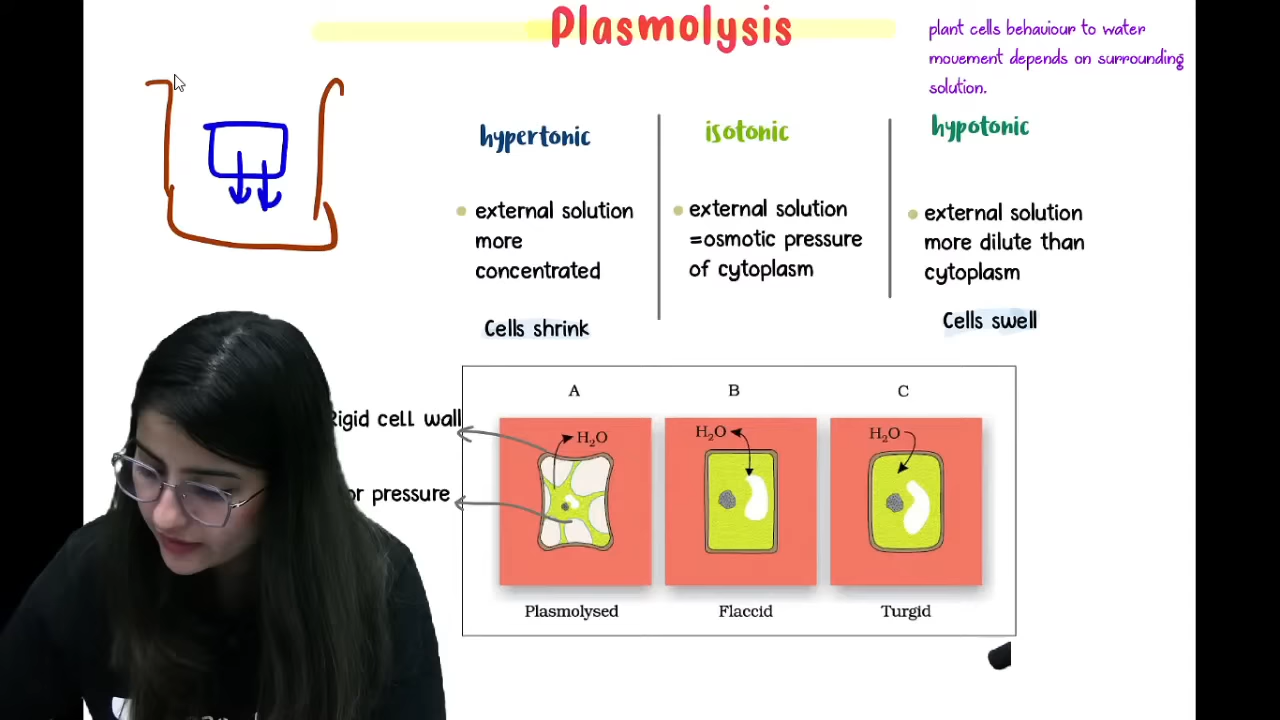 Plasmolysis
plant cells behaviour to water
movement depends on surrounding
solution.
hypertonic
external solution
more
concentrated
Cells shrink
isotonic
external solution
=osmotic pressure
of cytoplasm
hypotonic
external solution
more dilute than
cytoplasm
Cells swell
Rigid cell wall
pressure
A
B
C
H₂O
H₂O
H₂O
Plasmolysed
Flaccid
Turgid